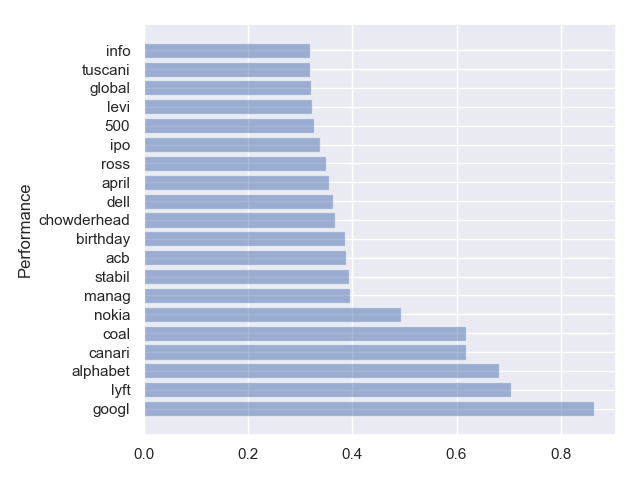 info
tuscani
global
levi
500
ipo
ross
april
dell
chowderhead
birthday
acb
stabil
manag
nokia
coal
canari
alphabet
lyft
googl
Performance
0.0 0.2 0.4 0.6 0.8